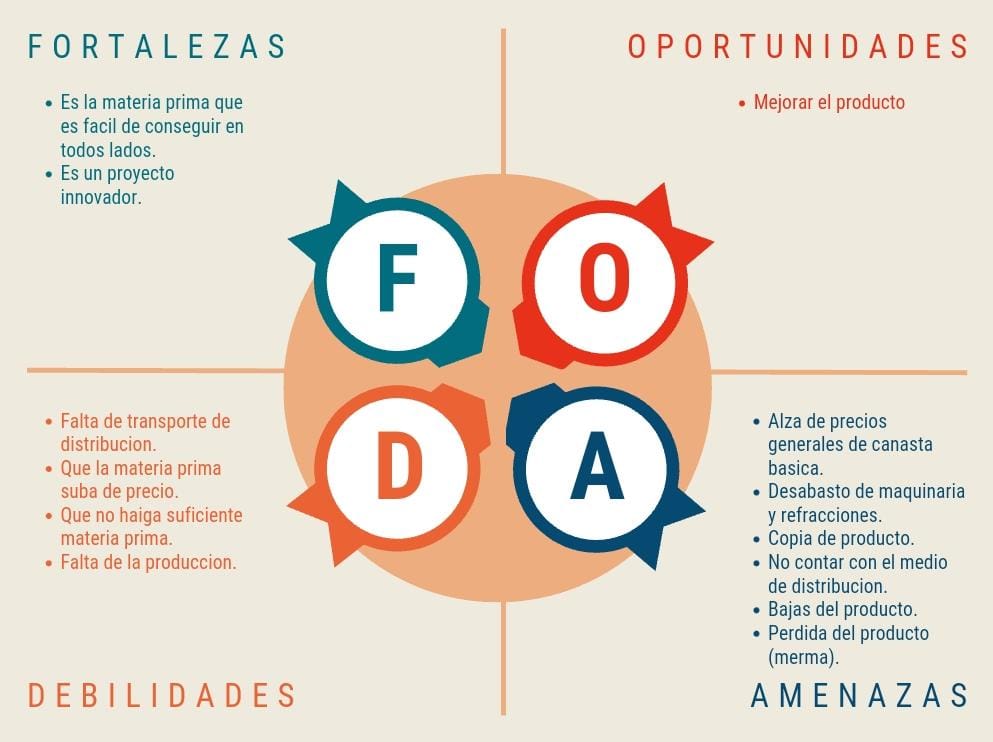 FORTALEZAS
• Es la materia prima que
es facil de conseguir en
todos lados.
• Es un proyecto
innovador.
OPORTUNIDADES
• Mejorar el producto
F
O
D
A
• Falta de transporte de
distribucion.
• Que la materia prima
suba de precio.
• Que no haiga suficiente
materia prima.
• Falta de la produccion.
DEBILIDADES
• Alza de precios
generales de canasta
basica.
• Desabasto de maquinaria
y refracciones.
• Copia de producto.
• No contar con el medio
de distribucion.
• Bajas del producto.
• Perdida del producto
(merma).
AMENAZAS